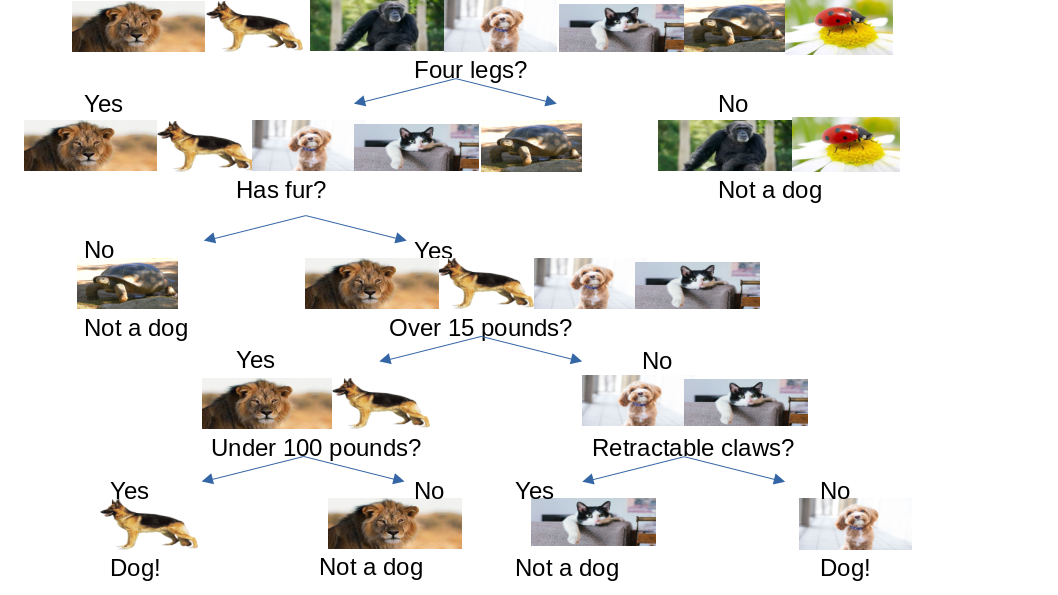 Four legs?
Yes
No
Has fur?
Not a dog
No
Yes
Not a dog
Over 15 pounds?
Yes
No
Under 100 pounds?
Retractable claws?
Yes
No
Yes
No
Dog!
Not a dog
Not a dog
Dog!